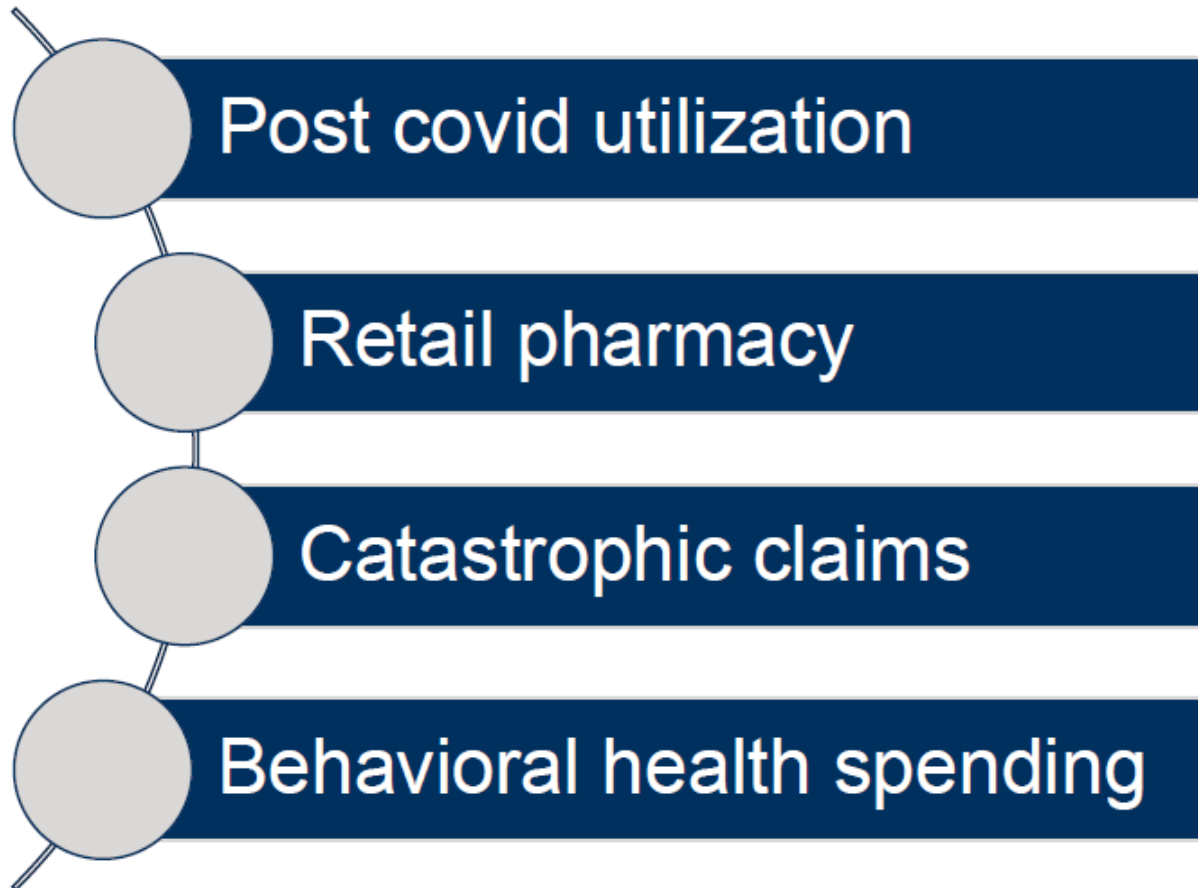 Post covid utilization
Retail pharmacy
Catastrophic claims
Behavioral health spending